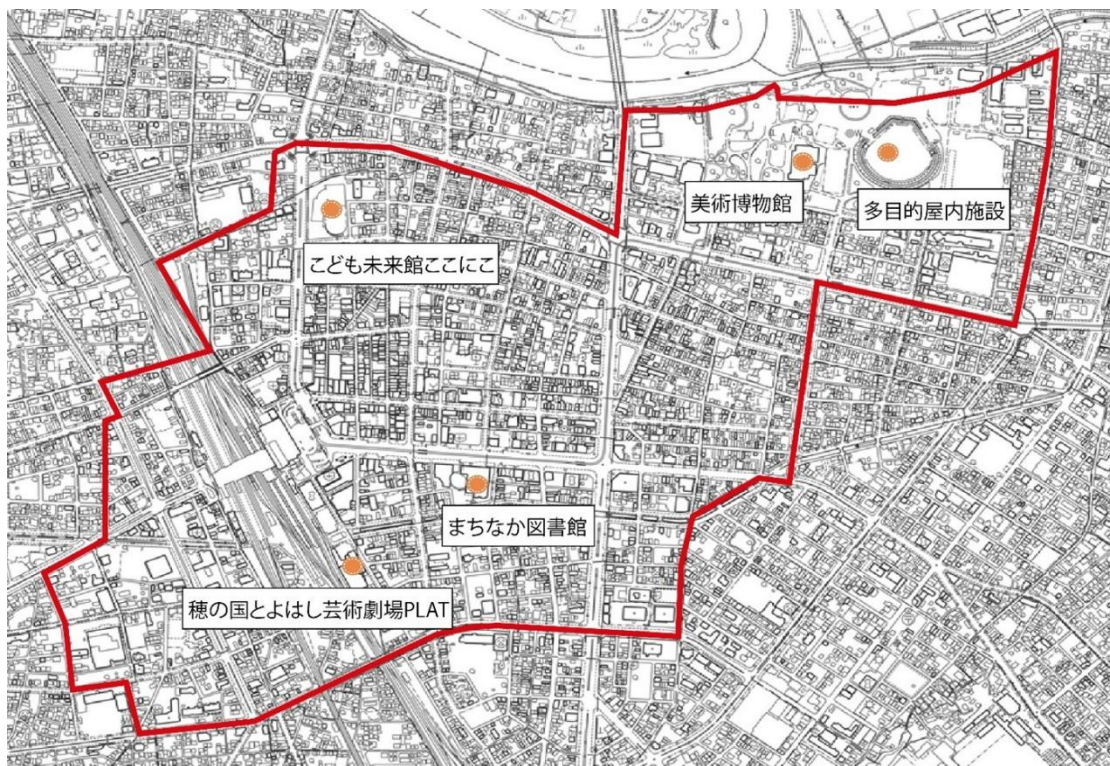 美術博物館
多目的屋内施設
こども未来館ここにこ
まちなか図書館
穂の国とよはし芸術劇場PLAT